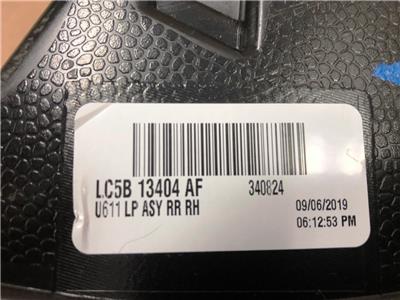 LC5B 13404 AF 340824
U611 LP ASY RR RH 09/06/2019
06:12:53 PM